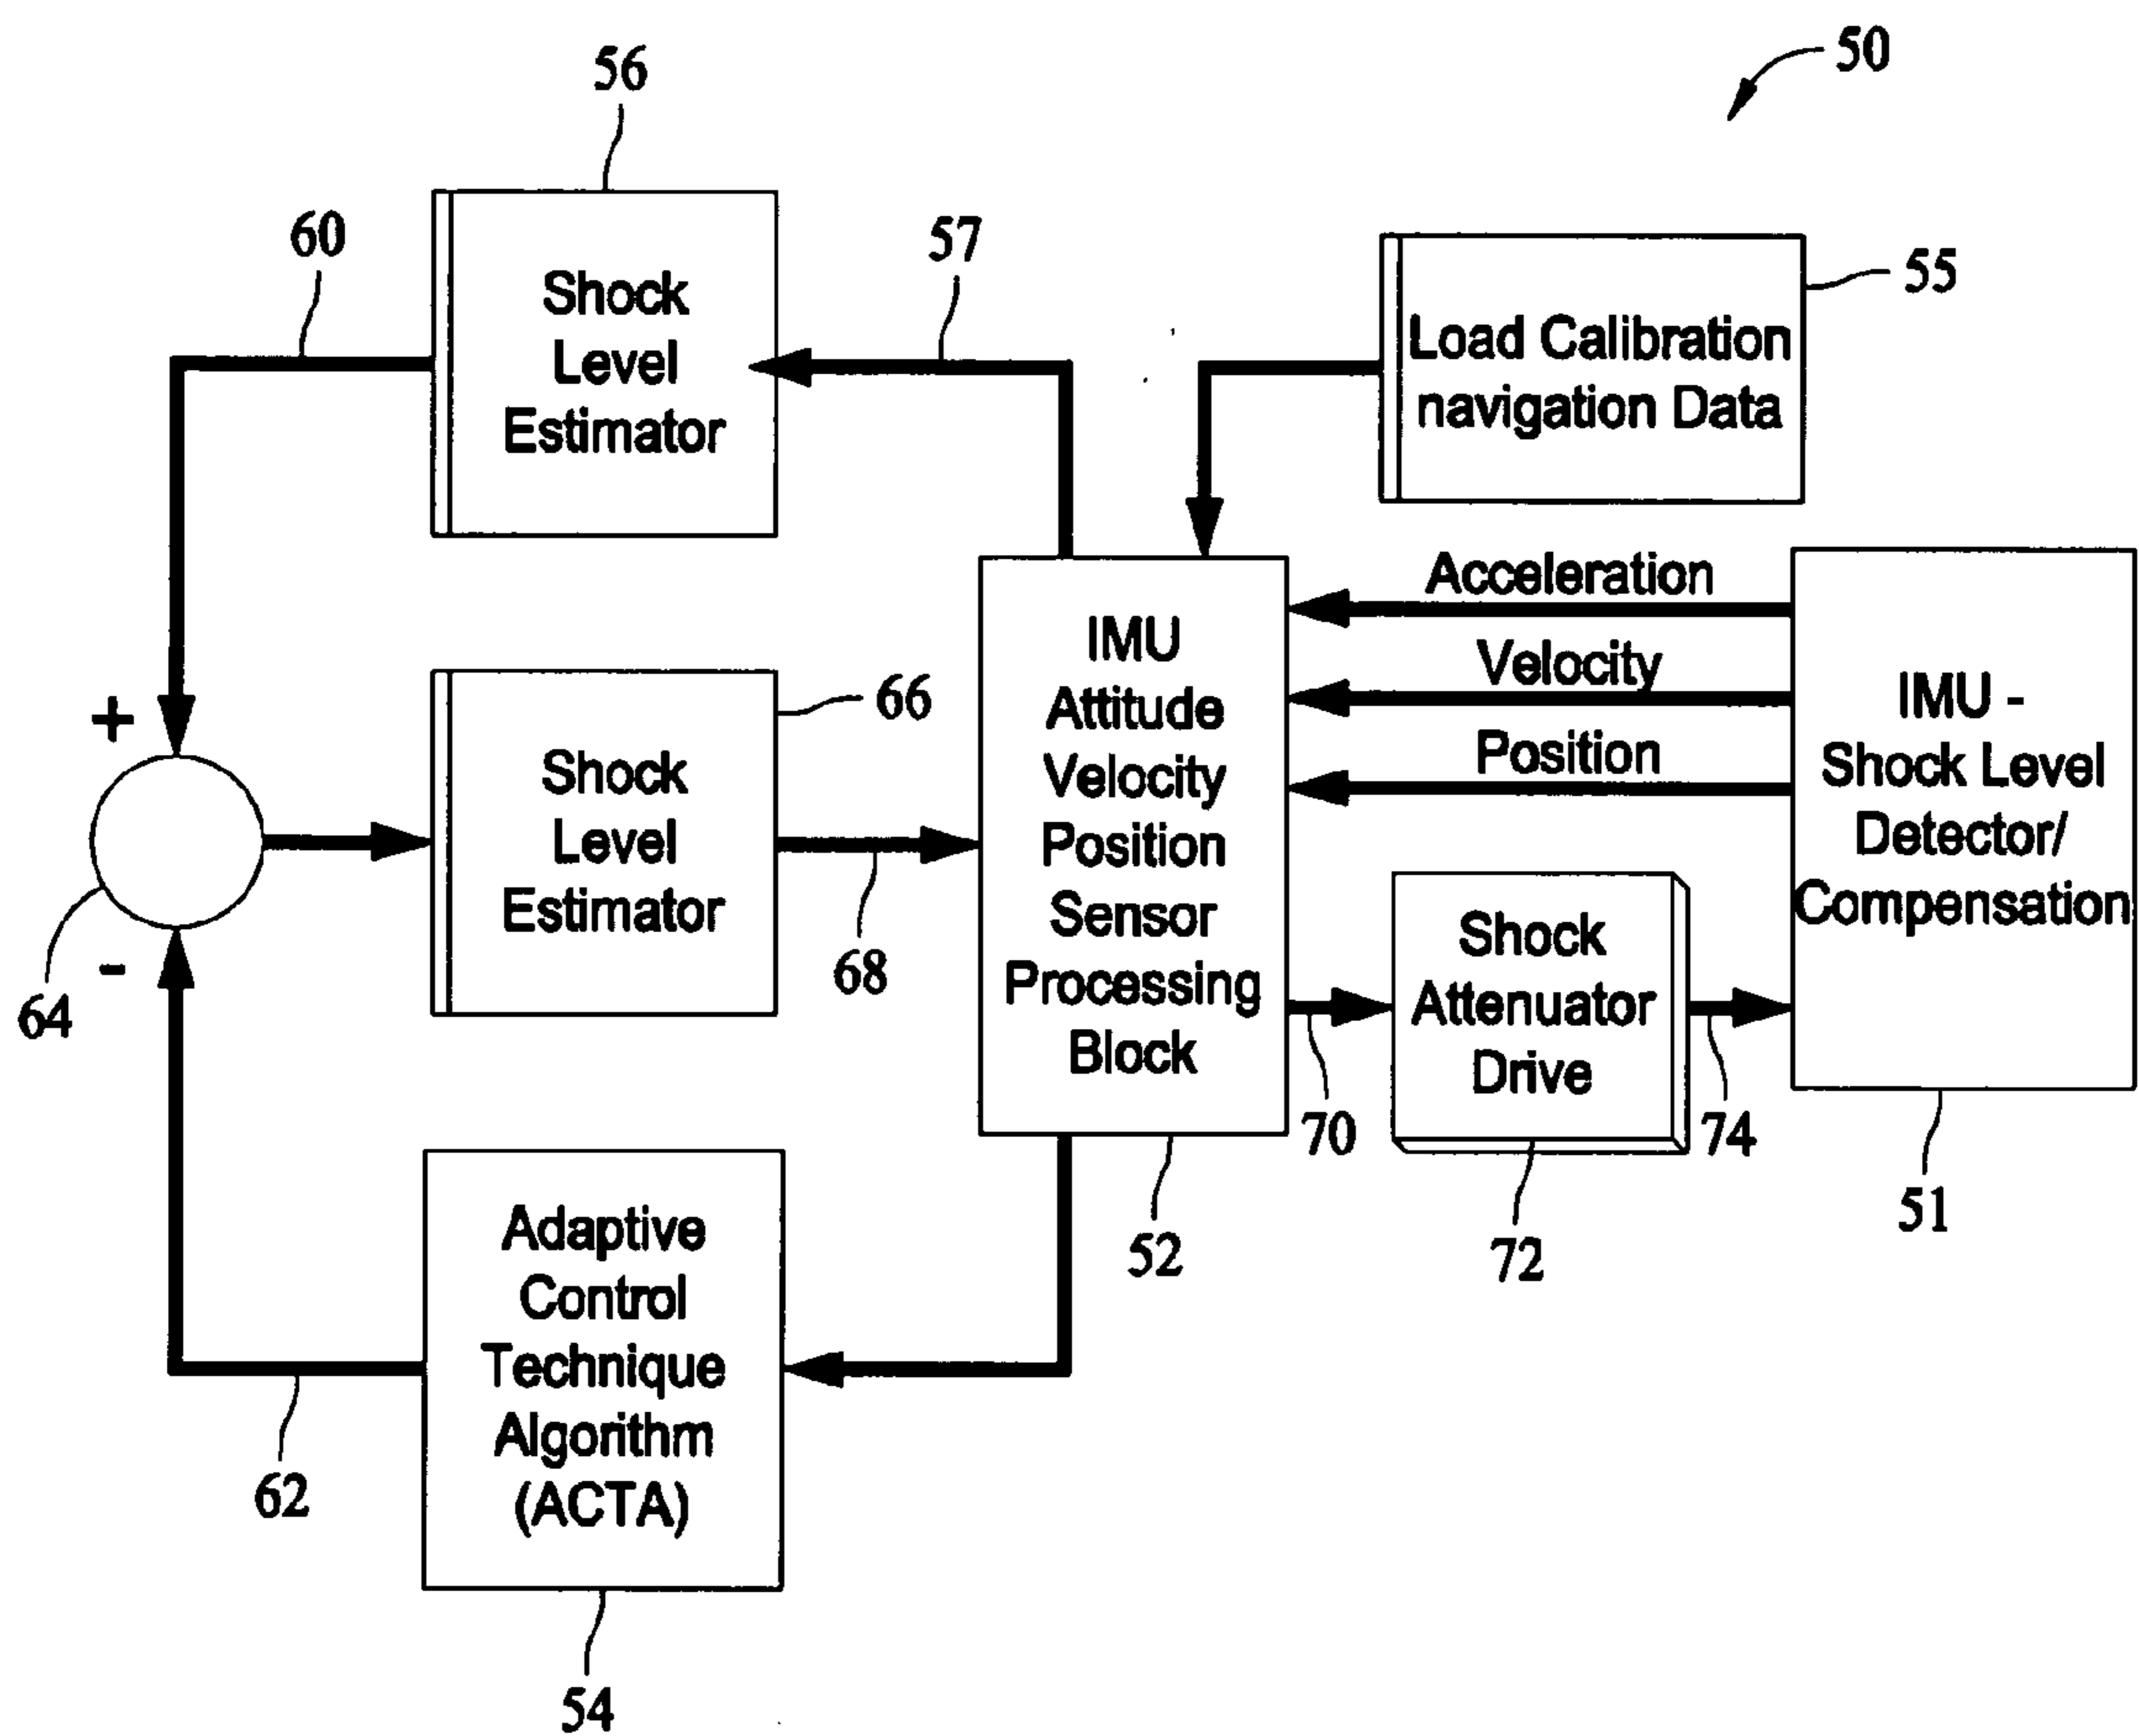 50
56
60
57
55
Shock
Level
Estimator
Load Calibration
navigation Data
Acceleration
Velocity
Position
IMU -
Shock Level
Detector/
Compensation
51
IMU
Attitude
Velocity
Position
Sensor
Processing
Block
52
+
-
64
66
Shock
Level
Estimator
68
70
Shock
Attenuator
Drive
72
74
Adaptive
Control
Technique
Algorithm
(ACTA)
62
54